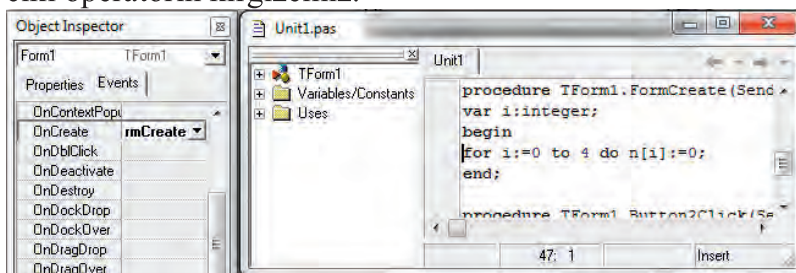 Object Inspector
Form1 TForm1
Properties Events
OnContextPopu
OnCreate rmCreate
OnDblClick
OnDeactivate
OnDestroy
OnDockDrop
OnDockOver
OnDragDrop
OnDragOver
Unit1.pas
TForm1
Variables/Constants
Uses
Unit1
procedure TForm1.FormCreate(Send
var i:integer;
begin
for i:=0 to 4 do n[i]:=0;
end;
procedure TForm1.Button2Click(Se
47: 1 Insert